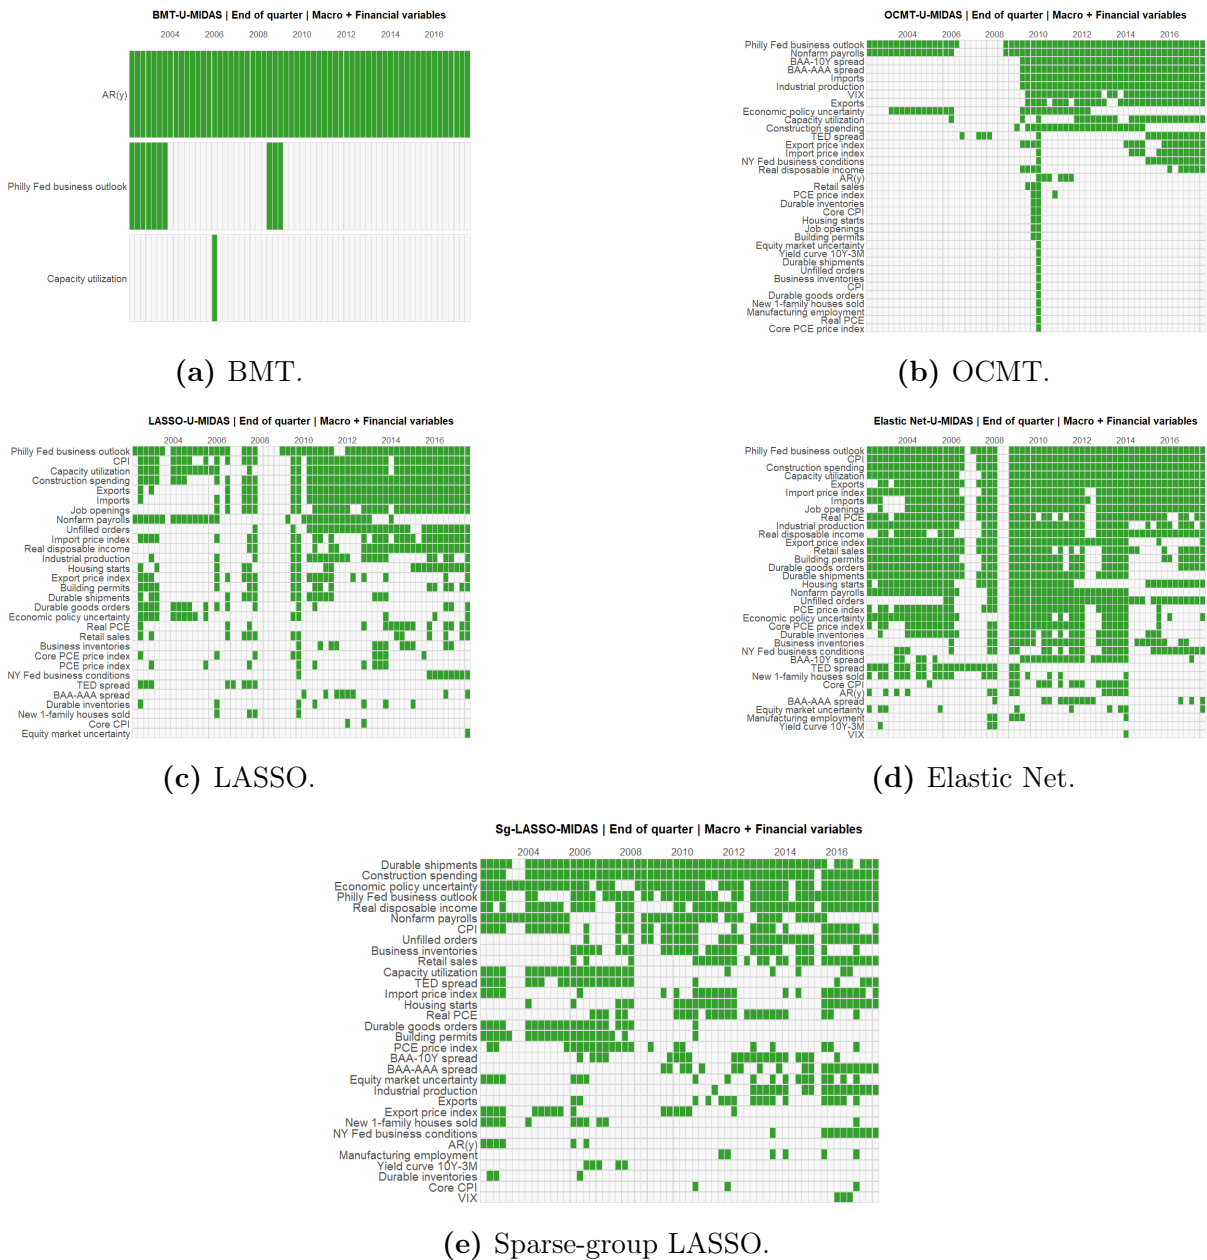 BMT-U-MIDAS | End of quarter | Macro + Financial variables
2004 2006 2008 2010 2012 2014 2016
AR(y)
Philly Fed business outlook
Capacity utilization
(a) BMT.
OCMT-U-MIDAS | End of quarter | Macro + Financial variables
2004 2006 2008 2010 2012 2014 2016
Philly Fed business outlook
Nonfarm payrolls
BAA-10Y spread
BAA-AAA spread
Imports
Industrial production
VIX
Exports
Economic policy uncertainty
Capacity utilization
Construction spending
TED spread
Export price index
Import price index
NY Fed business conditions
Real disposable income
AR(y)
Retail sales
PCE price index
Durable inventories
Core CPI
Housing starts
Job openings
Building permits
Equity market uncertainty
Yield curve 10Y-3M
Durable shipments
Unfilled orders
Business inventories
CPI
Durable goods orders
New 1-family houses sold
Manufacturing employment
Real PCE
Core PCE price index
(b) OCMT.
LASSO-U-MIDAS | End of quarter | Macro + Financial variables
2004 2006 2008 2010 2012 2014 2016
Philly Fed business outlook
CPI
Capacity utilization
Construction spending
Exports
Imports
Job openings
Nonfarm payrolls
Unfilled orders
Import price index
Real disposable income
Industrial production
Housing starts
Export price index
Building permits
Durable shipments
Durable goods orders
Economic policy uncertainty
Real PCE
Retail sales
Business inventories
Core PCE price index
PCE price index
NY Fed business conditions
TED spread
BAA-AAA spread
Durable inventories
New 1-family houses sold
Core CPI
Equity market uncertainty
(c) LASSO.
Elastic Net-U-MIDAS | End of quarter | Macro + Financial variables
2004 2006 2008 2010 2012 2014 2016
Philly Fed business outlook
CPI
Construction spending
Capacity utilization
Exports
Import price index
Imports
Job openings
Real PCE
Industrial production
Real disposable income
Export price index
Retail sales
Building permits
Durable goods orders
Durable shipments
Housing starts
Nonfarm payrolls
Unfilled orders
PCE price index
Economic policy uncertainty
Core PCE price index
Durable inventories
Business inventories
NY Fed business conditions
BAA-10Y spread
TED spread
New 1-family houses sold
Core CPI
AR(y)
BAA-AAA spread
Equity market uncertainty
Manufacturing employment
Yield curve 10Y-3M
VIX
(d) Elastic Net.
Sg-LASSO-MIDAS | End of quarter | Macro + Financial variables
2004 2006 2008 2010 2012 2014 2016
Durable shipments
Construction spending
Economic policy uncertainty
Philly Fed business outlook
Real disposable income
Nonfarm payrolls
CPI
Unfilled orders
Business inventories
Retail sales
Capacity utilization
TED spread
Import price index
Housing starts
Real PCE
Durable goods orders
Building permits
PCE price index
BAA-10Y spread
BAA-AAA spread
Equity market uncertainty
Industrial production
Exports
Export price index
New 1-family houses sold
NY Fed business conditions
AR(y)
Manufacturing employment
Yield curve 10Y-3M
Durable inventories
Core CPI
VIX
(e) Sparse-group LASSO.